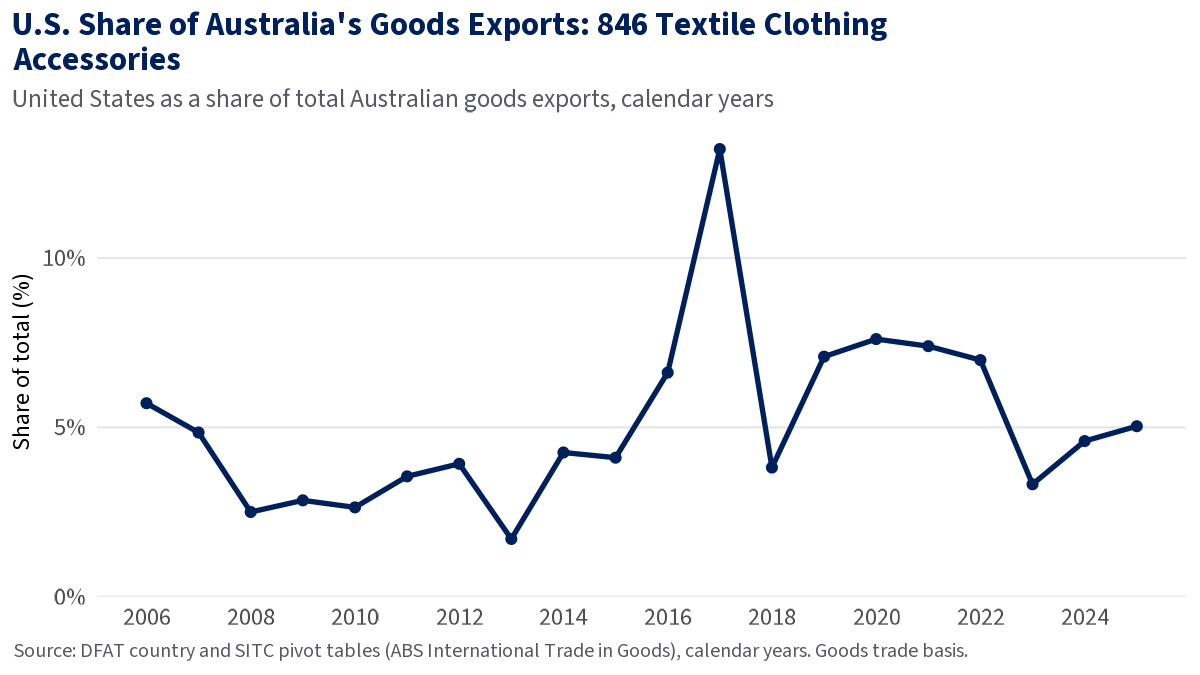 U.S. Share of Australia's Goods Exports: 846 Textile Clothing
Accessories
United States as a share of total Australian goods exports, calendar years
Share of total (%)
10%
5%
0%
2006 2008 2010 2012 2014 2016 2018 2020 2022 2024
Source: DFAT country and SITC pivot tables (ABS International Trade in Goods), calendar years. Goods trade basis.